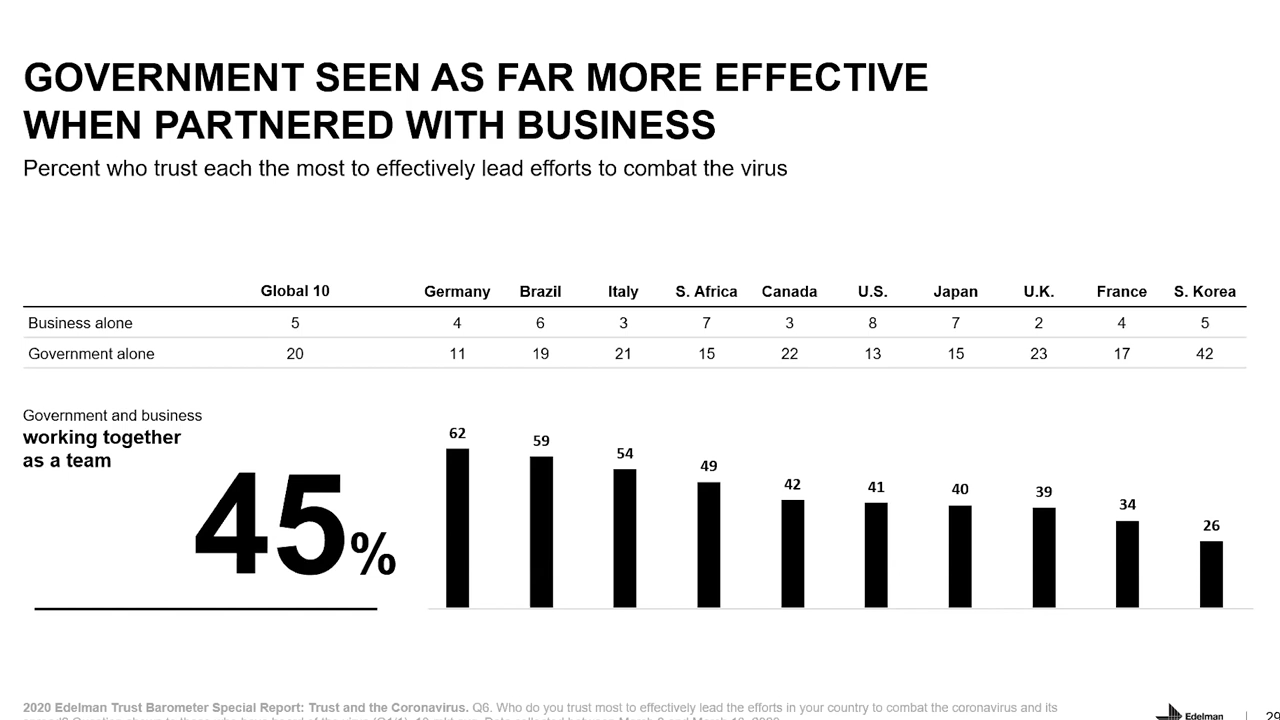 GOVERNMENT SEEN AS FAR MORE EFFECTIVE
WHEN PARTNERED WITH BUSINESS
Percent who trust each the most to effectively lead efforts to combat the virus
Global 10 Germany Brazil Italy S. Africa Canada U.S. Japan U.K. France S. Korea
Business alone 5 4 6 3 7 3 8 7 2 4 5
Government alone 20 11 19 21 15 22 13 15 23 17 42
Government and business
working together
as a team
45%
62 59 54 49 42 41 40 39 34 26
2020 Edelman Trust Barometer Special Report: Trust and the Coronavirus. Q6. Who do you trust most to effectively lead the efforts in your country to combat the coronavirus and its
Edelman